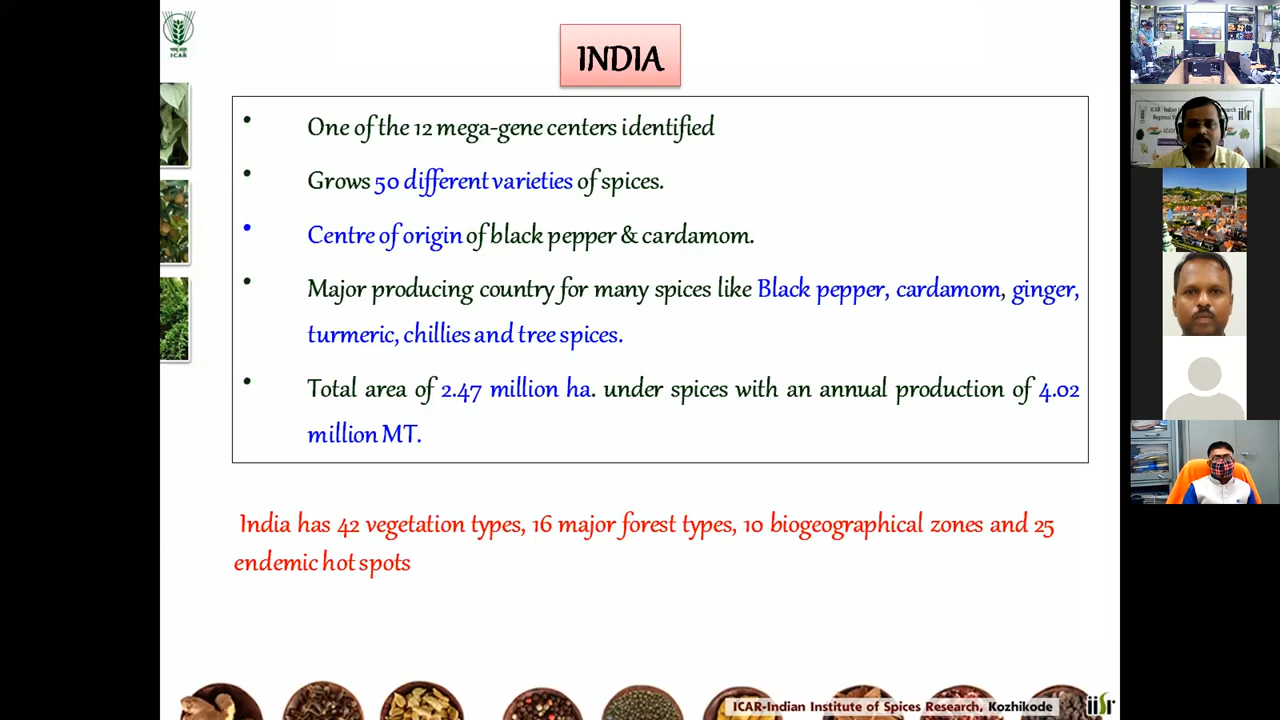 INDIA
• One of the 12 mega-gene centers identified
• Grows 50 different varieties of spices.
• Centre of origin of black pepper & cardamom.
• Major producing country for many spices like Black pepper, cardamom, ginger,
turmeric, chillies and tree spices.
• Total area of 2.47 million ha. under spices with an annual production of 4.02
million MT.
India has 42 vegetation types, 16 major forest types, 10 biogeographical zones and 25
endemic hot spots
ICAR-Indian Institute of Spices Research, Kozhikode
iisr
ICAR
iisr